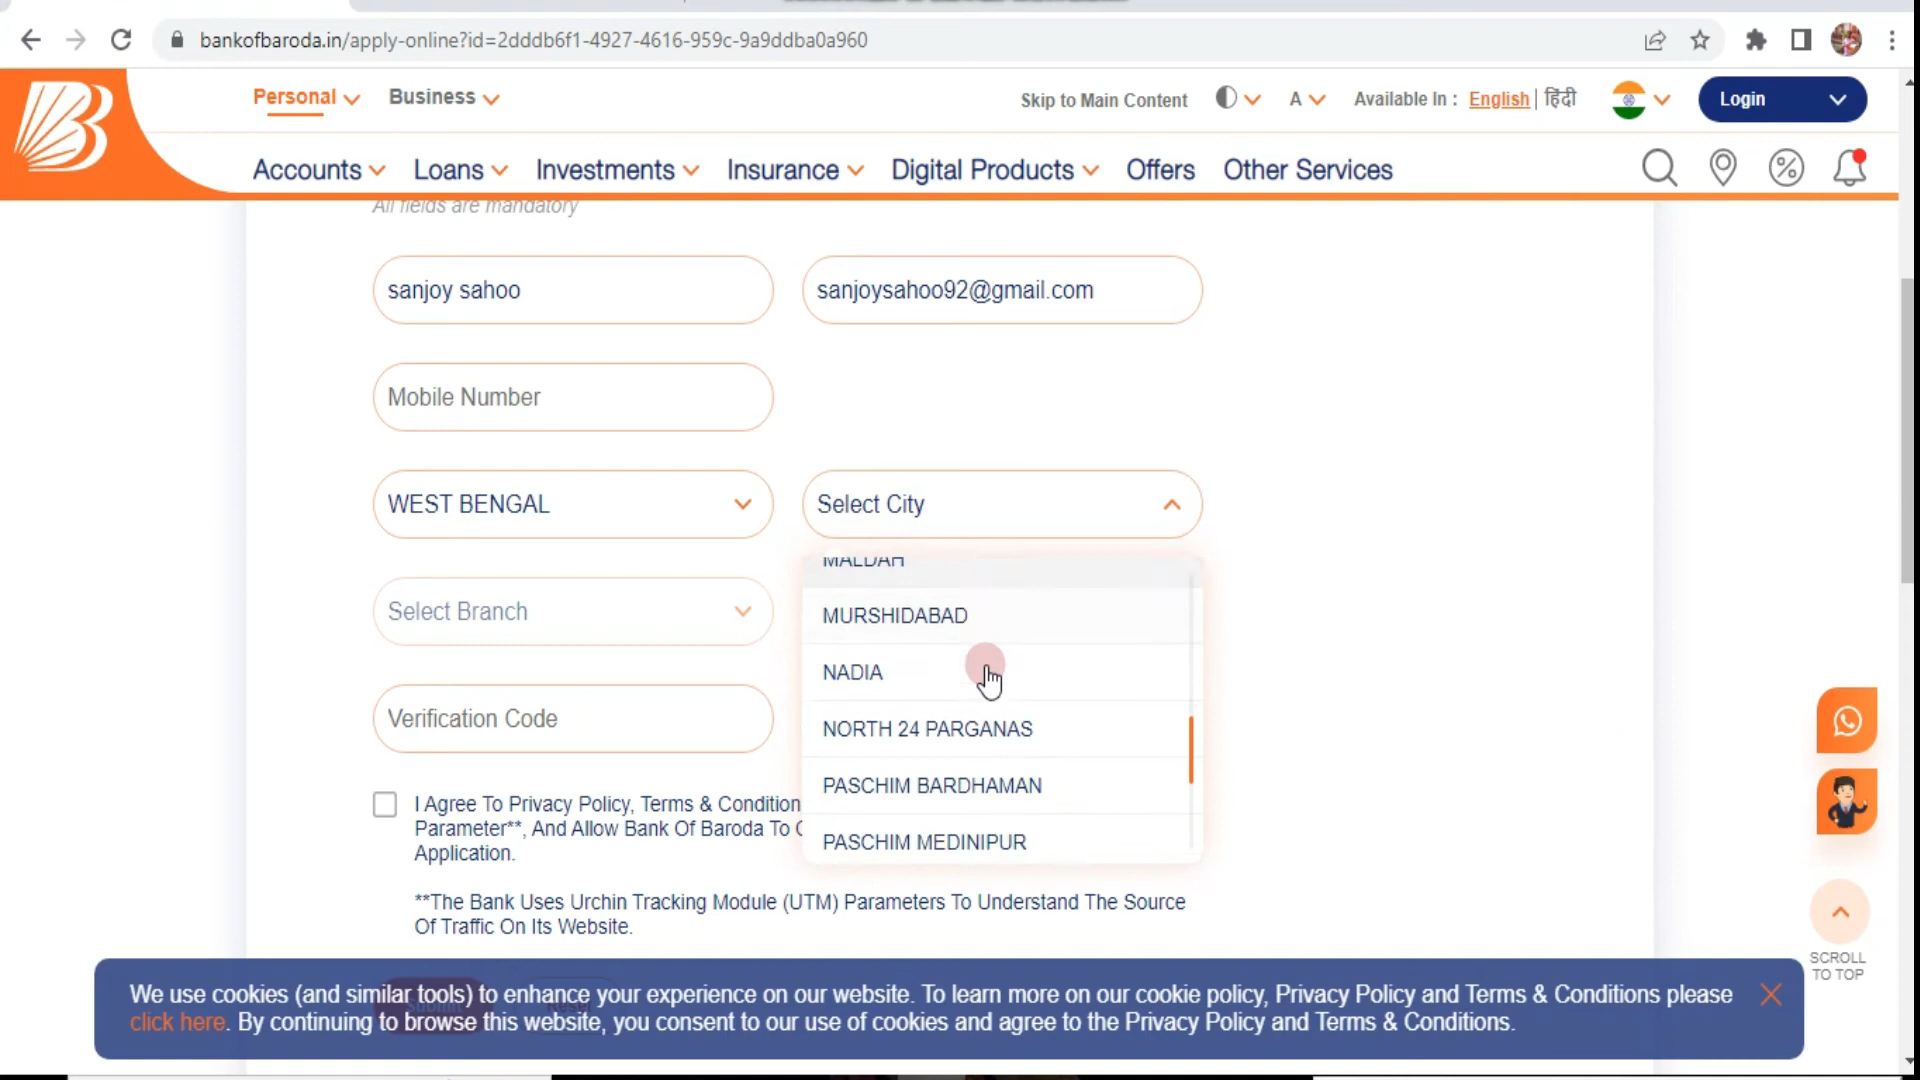 bankofbaroda.in/apply-online?id=2dddb6f1-4927-4616-959c-9a9ddba0a960
Personal Business Skip to Main Content A Available In : English | हिंदी Login
Accounts Loans Investments Insurance Digital Products Offers Other Services
All fields are mandatory
sanjoy sahoo sanjoysahoo92@gmail.com
Mobile Number
WEST BENGAL Select City
MALDAH
MURSHIDABAD
Select Branch
NADIA
NORTH 24 PARGANAS
Verification Code
PASCHIM BARDHAMAN
PASCHIM MEDINIPUR
I Agree To Privacy Policy, Terms & Condition
Parameter**, And Allow Bank Of Baroda To C
Application.
**The Bank Uses Urchin Tracking Module (UTM) Parameters To Understand The Source
Of Traffic On Its Website.
SCROLL
TO TOP
We use cookies (and similar tools) to enhance your experience on our website. To learn more on our cookie policy, Privacy Policy and Terms & Conditions please
click here. By continuing to browse this website, you consent to our use of cookies and agree to the Privacy Policy and Terms & Conditions.